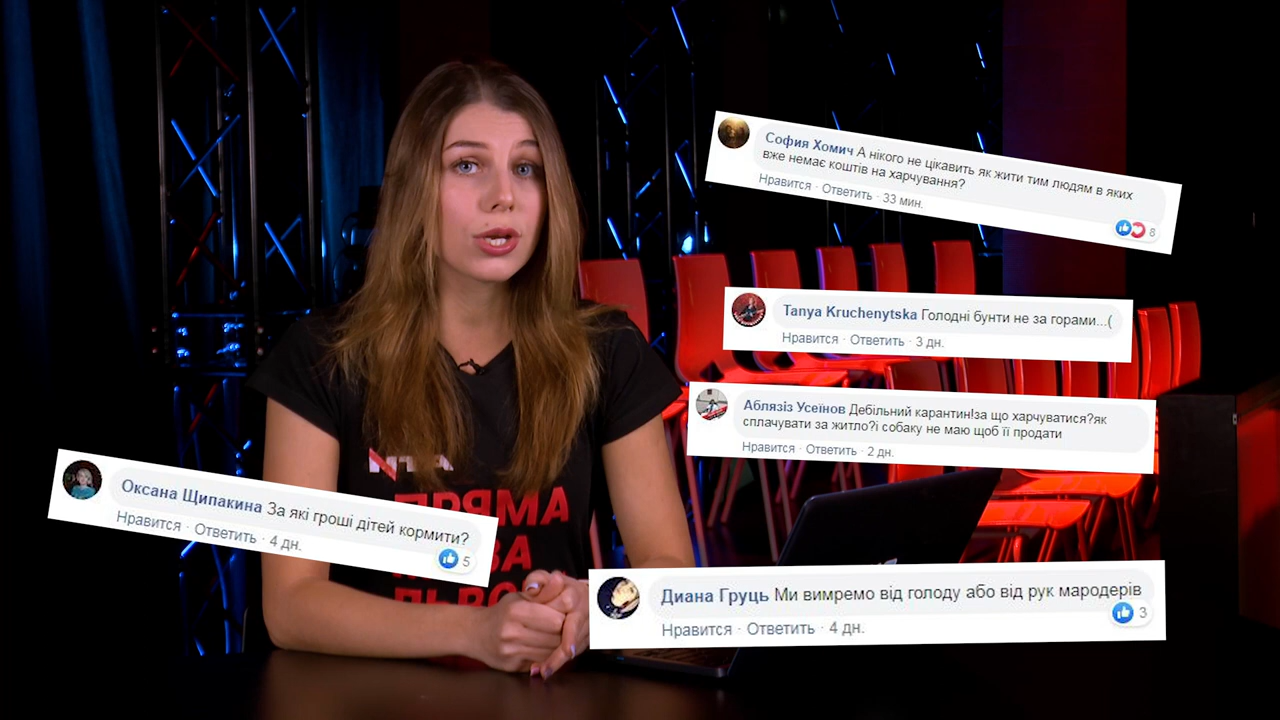 София Хомич А нікого не цікавить як жити тим людям в яких
вже немає коштів на харчування?
Нравится · Ответить · 33 мин.
8
Tanya Kruchenytska Голодні бунти не за горами...(
Нравится · Ответить · 3 дн.
Аблязіз Усеїнов Дебільний карантин!за що харчуватися?як
сплачувати за житло?і собаку не маю щоб її продати
Нравится · Ответить · 2 дн.
Оксана Щипакина За які гроші дітей кормити?
Нравится · Ответить · 4 дн.
5
НТА
ПРЯМА
Диана Груць Ми вимремо від голоду або від рук мародерів
Нравится · Ответить · 4 дн.
3